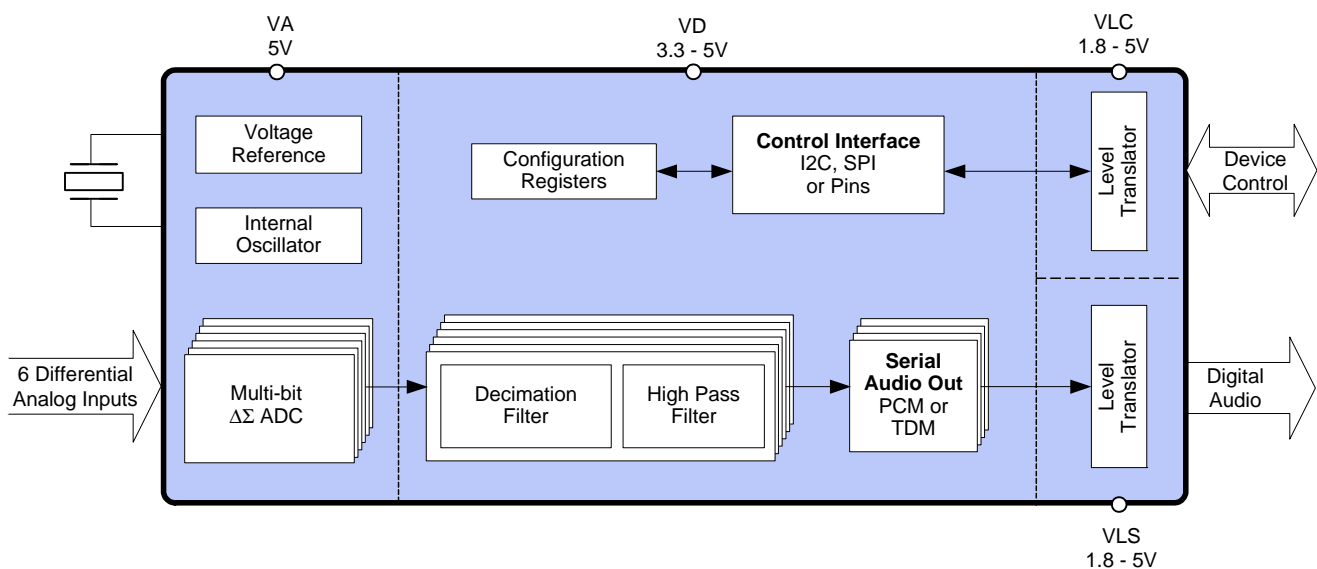 VA
5V
VD
3.3 - 5V
VLC
1.8 - 5V
Voltage
Reference
Internal
Oscillator
Configuration
Registers
Control Interface
I2C, SPI
or Pins
Level
Translator
Device
Control
6 Differential
Analog Inputs
Multi-bit
ΔΣ ADC
Decimation
Filter
High Pass
Filter
Serial
Audio Out
PCM or
TDM
Level
Translator
Digital
Audio
VLS
1.8 - 5V